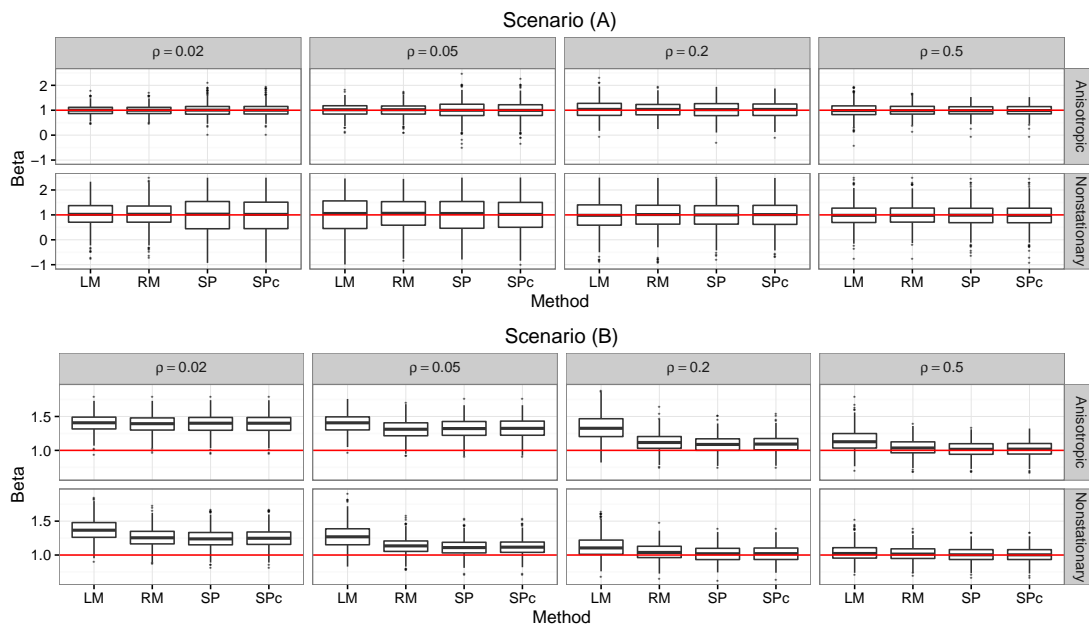 Scenario (A)
ρ = 0.02
ρ = 0.05
ρ = 0.2
ρ = 0.5
Beta
2
1
0
−1
Anisotropic
2
1
0
−1
Nonstationary
LM RM SP SPc
LM RM SP SPc
LM RM SP SPc
LM RM SP SPc
Method
Scenario (B)
ρ = 0.02
ρ = 0.05
ρ = 0.2
ρ = 0.5
Beta
1.5
1.0
Anisotropic
1.5
1.0
Nonstationary
LM RM SP SPc
LM RM SP SPc
LM RM SP SPc
LM RM SP SPc
Method